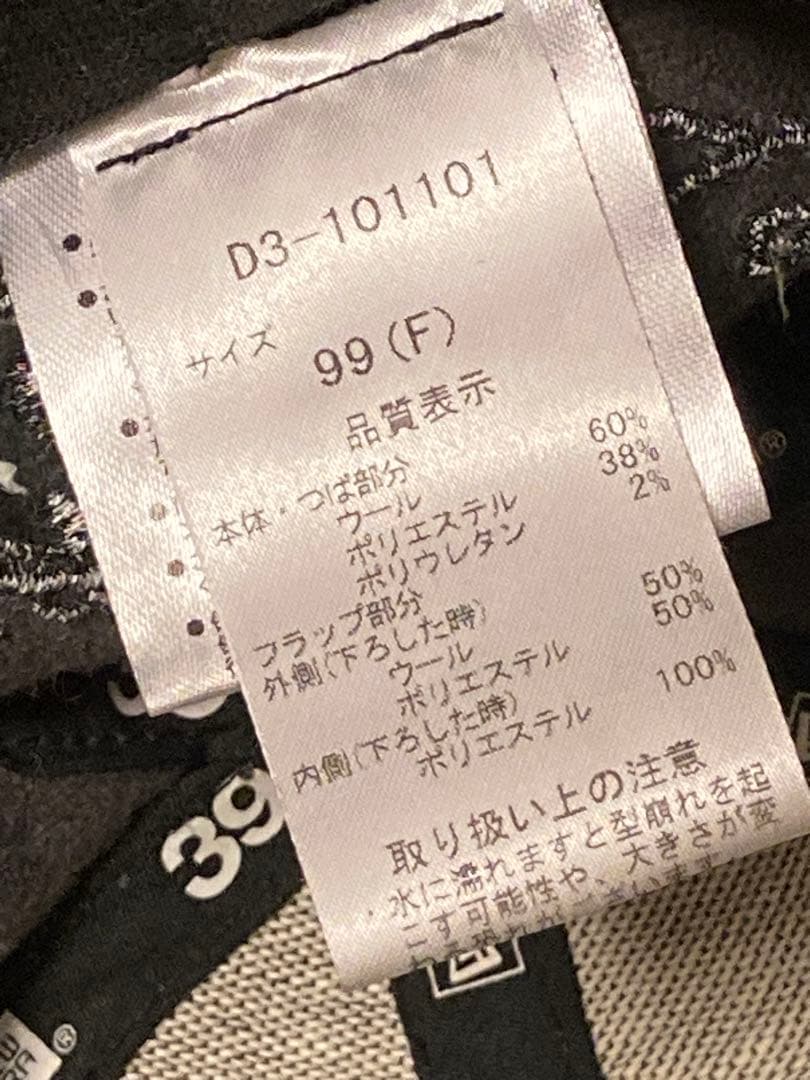 D3-101101
サイズ 99(F)
品質表示
本体・つば部分
ウール 60%
ポリエステル 38%
ポリウレタン 2%
フラップ部分
外側(下ろした時)
ウール 50%
ポリエステル 50%
内側(下ろした時)
ポリエステル 100%
取り扱い上の注意
・水に濡れますと型崩れを起
こす可能性や、大きさが変
39
®
®